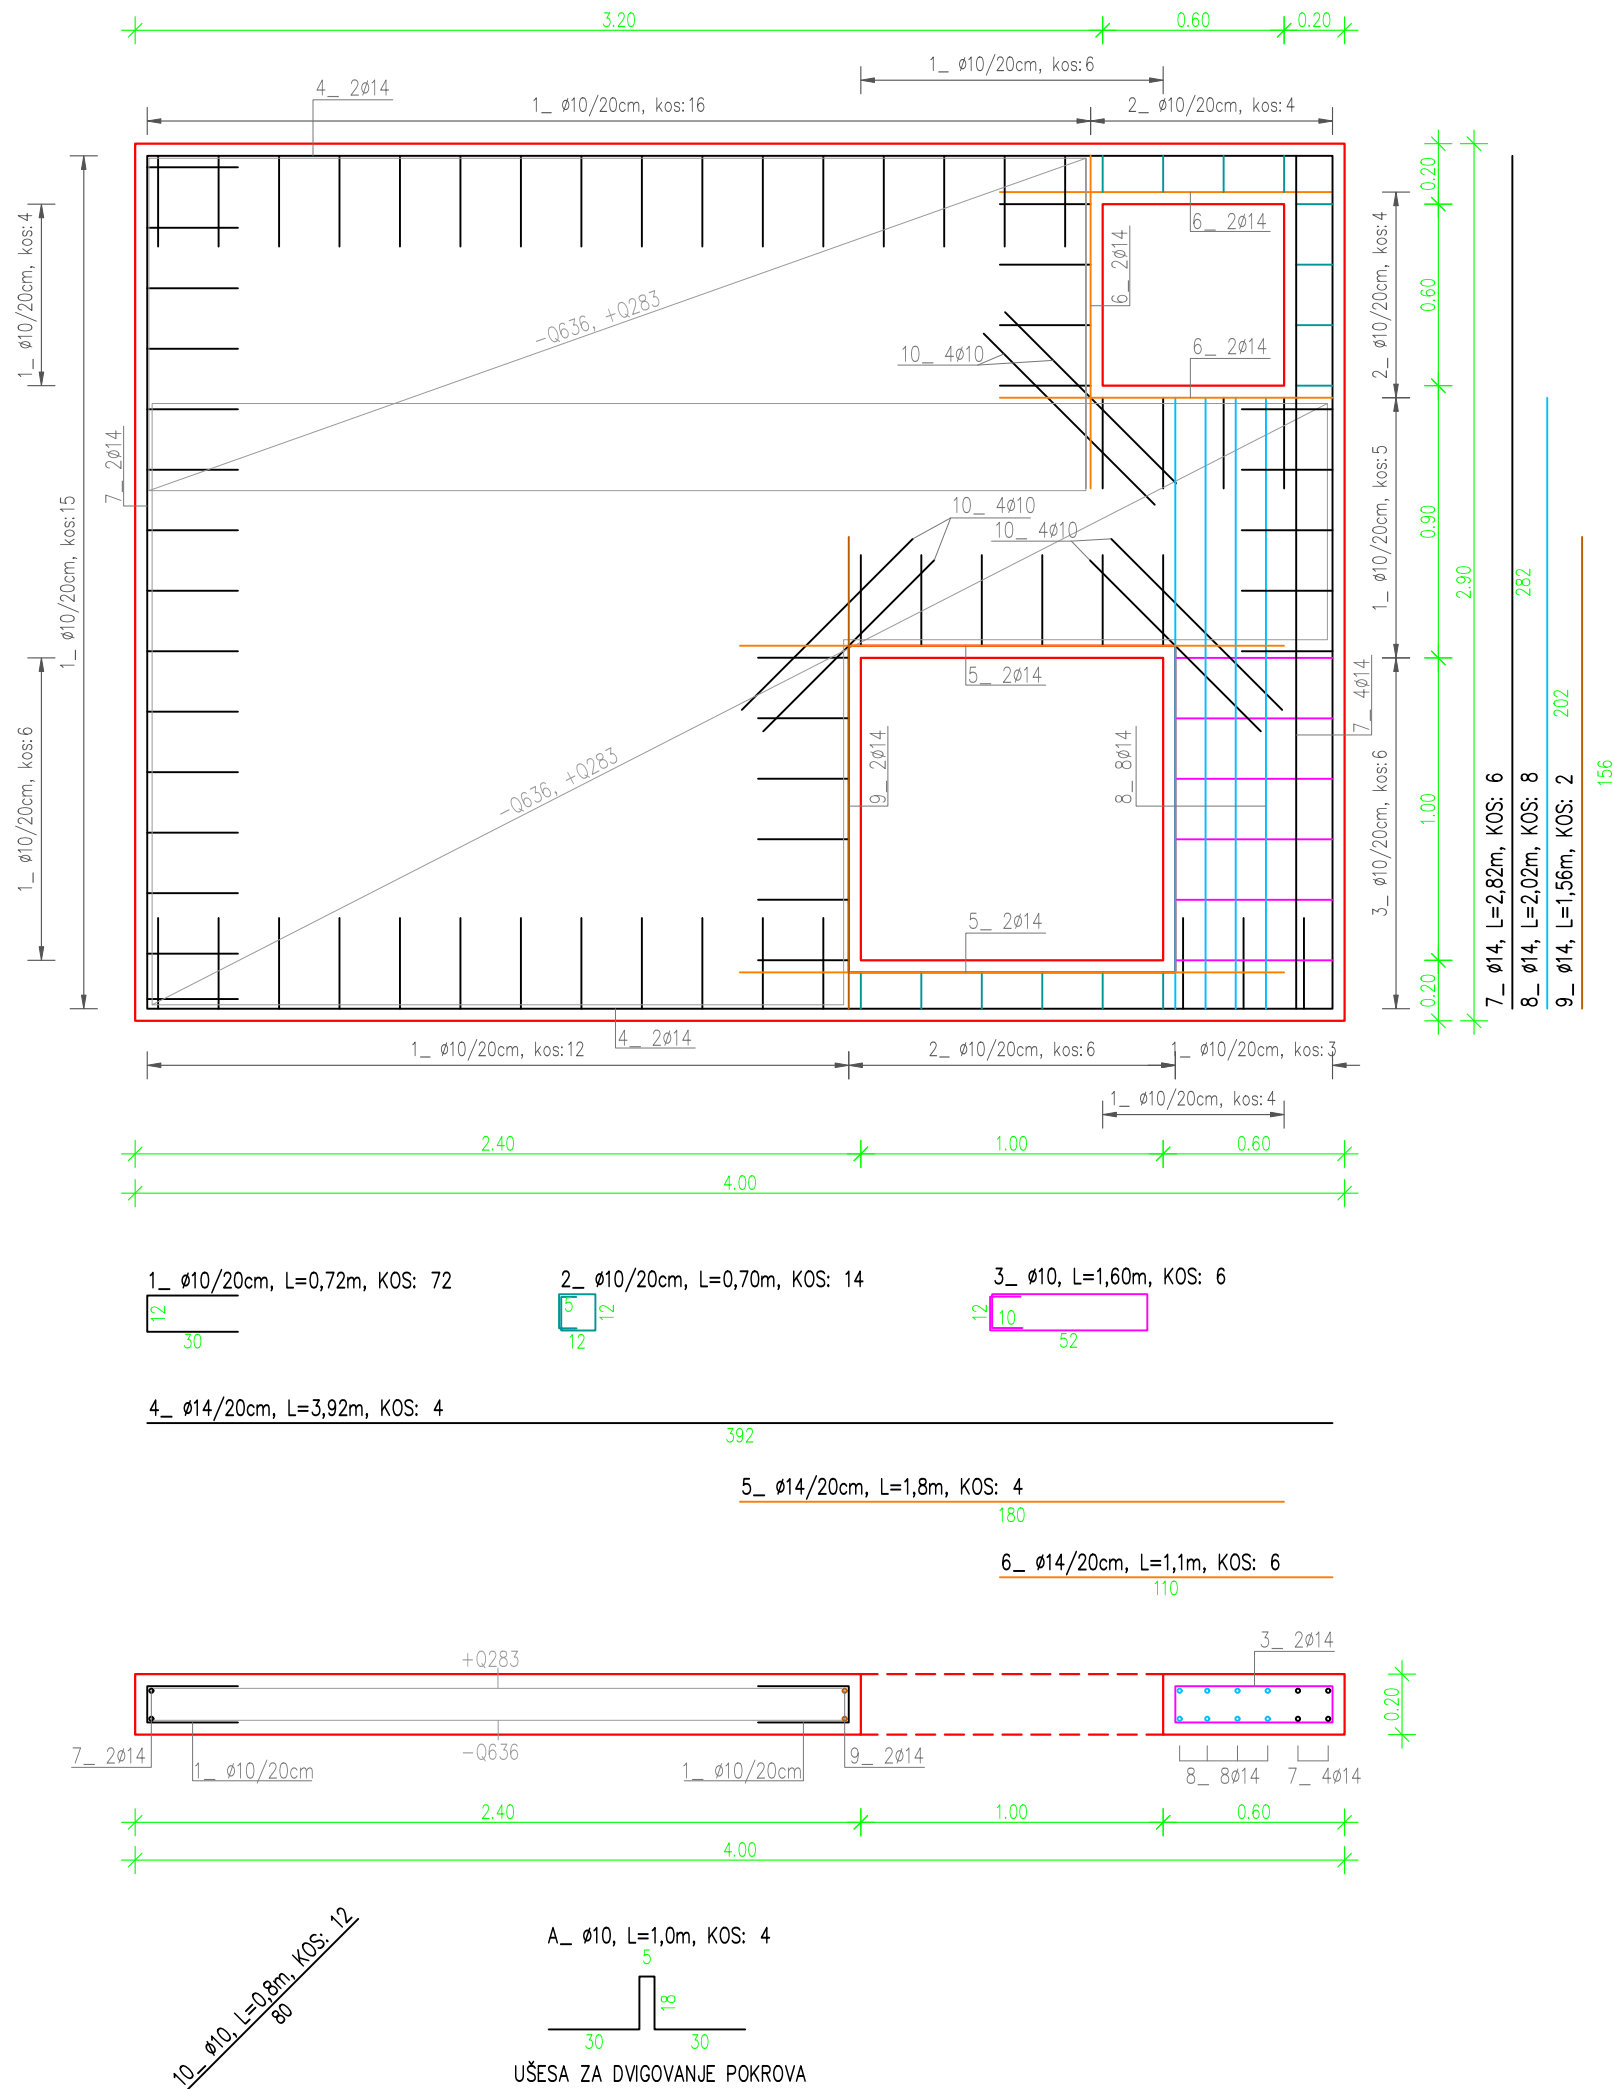 3.20
0.60
0.20
1_ ø10/20cm, kos:6
4_ 2ø14
1_ ø10/20cm, kos:16
2_ ø10/20cm, kos:4
0.20
1_ ø10/20cm, kos:4
6_ 2ø14
6_ 2ø14
2_ ø10/20cm, kos:4
0.60
-Q636, +Q283
10_ 4ø10
6_ 2ø14
7_ 2ø14
1_ ø10/20cm, kos:15
10_ 4ø10
10_ 4ø10
1_ ø10/20cm, kos:5
0.90
2.90
282
202
156
5_ 2ø14
7_ 4ø14
1_ ø10/20cm, kos:6
-Q636, +Q283
9_ 2ø14
8_ 8ø14
3_ ø10/20cm, kos:6
1.00
7_ ø14, L=2,82m, KOS: 6
8_ ø14, L=2,02m, KOS: 8
9_ ø14, L=1,56m, KOS: 2
5_ 2ø14
0.20
4_ 2ø14
1_ ø10/20cm, kos:12
2_ ø10/20cm, kos:6
1_ ø10/20cm, kos:3
1_ ø10/20cm, kos:4
2.40
1.00
0.60
4.00
1_ ø10/20cm, L=0,72m, KOS: 72
12
30
2_ ø10/20cm, L=0,70m, KOS: 14
5
12
12
3_ ø10, L=1,60m, KOS: 6
12
10
52
4_ ø14/20cm, L=3,92m, KOS: 4
392
5_ ø14/20cm, L=1,8m, KOS: 4
180
6_ ø14/20cm, L=1,1m, KOS: 6
110
+Q283
3_ 2ø14
0.20
-Q636
7_ 2ø14
1_ ø10/20cm
1_ ø10/20cm
9_ 2ø14
8_ 8ø14
7_ 4ø14
2.40
1.00
0.60
4.00
10_ ø10, L=0,8m, KOS: 12
80
A_ ø10, L=1,0m, KOS: 4
5
18
30
30
UŠESA ZA DVIGOVANJE POKROVA